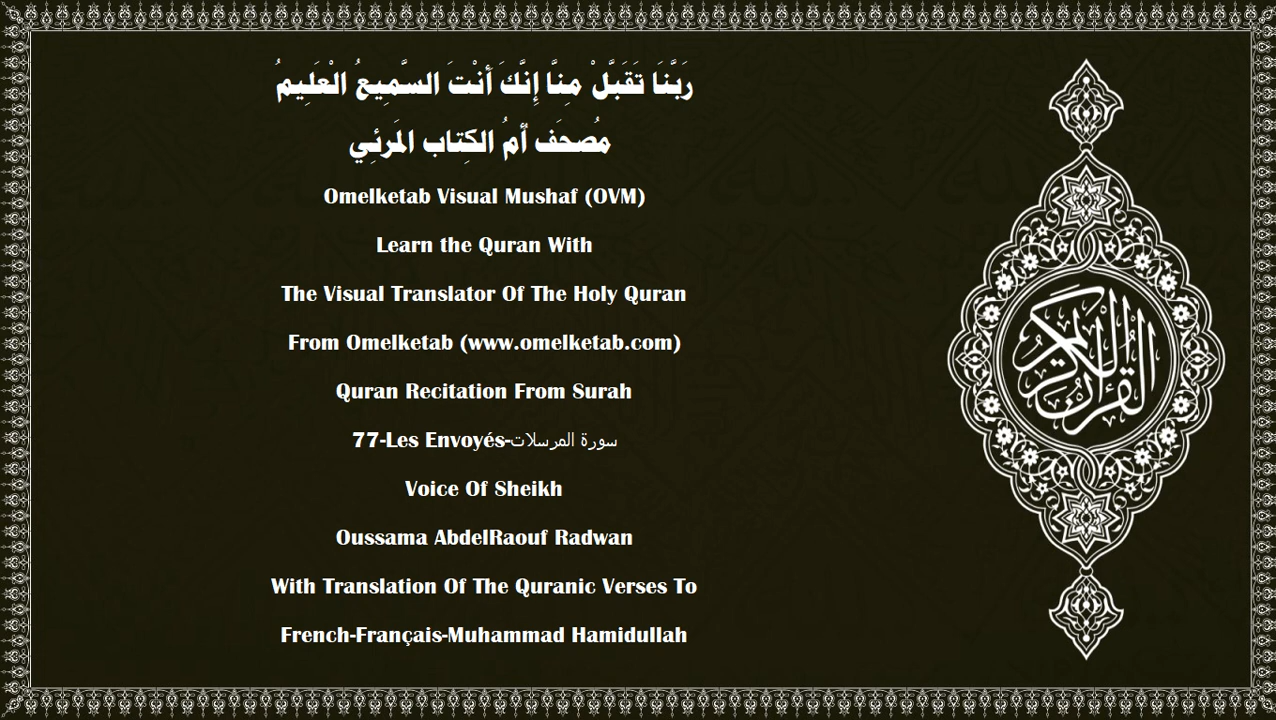 رَبَّنَا تَقَبَّلْ مِنَّا إِنَّكَ أَنْتَ السَّمِيعُ الْعَلِيمُ
مُصحَف أمُ الكِتاب المَرئِي
Omelketab Visual Mushaf (OVM)
Learn the Quran With
The Visual Translator Of The Holy Quran
From Omelketab (www.omelketab.com)
Quran Recitation From Surah
77-Les Envoyés-سورة المرسلات
Voice Of Sheikh
Oussama AbdelRaouf Radwan
With Translation Of The Quranic Verses To
French-Français-Muhammad Hamidullah
القرآن الكريم